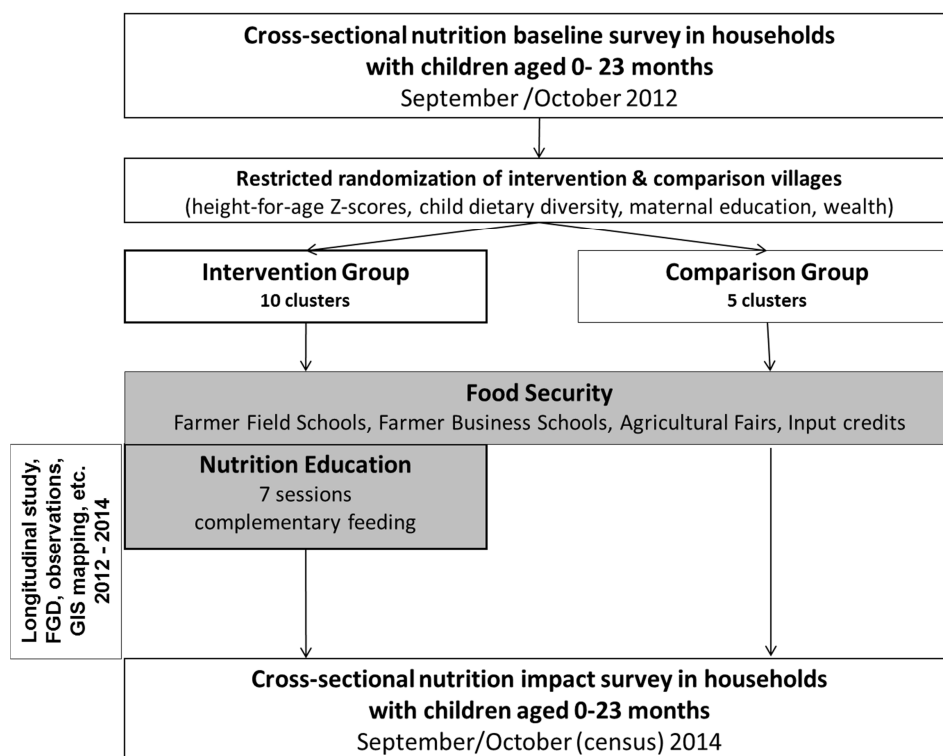 Cross-sectional nutrition baseline survey in households
with children aged 0- 23 months
September /October 2012
Restricted randomization of intervention & comparison villages
(height-for-age Z-scores, child dietary diversity, maternal education, wealth)
Intervention Group
10 clusters
Comparison Group
5 clusters
Food Security
Farmer Field Schools, Farmer Business Schools, Agricultural Fairs, Input credits
Longitudinal study,
FGD, observations,
GIS mapping, etc.
2012 - 2014
Nutrition Education
7 sessions
complementary feeding
Cross-sectional nutrition impact survey in households
with children aged 0-23 months
September/October (census) 2014